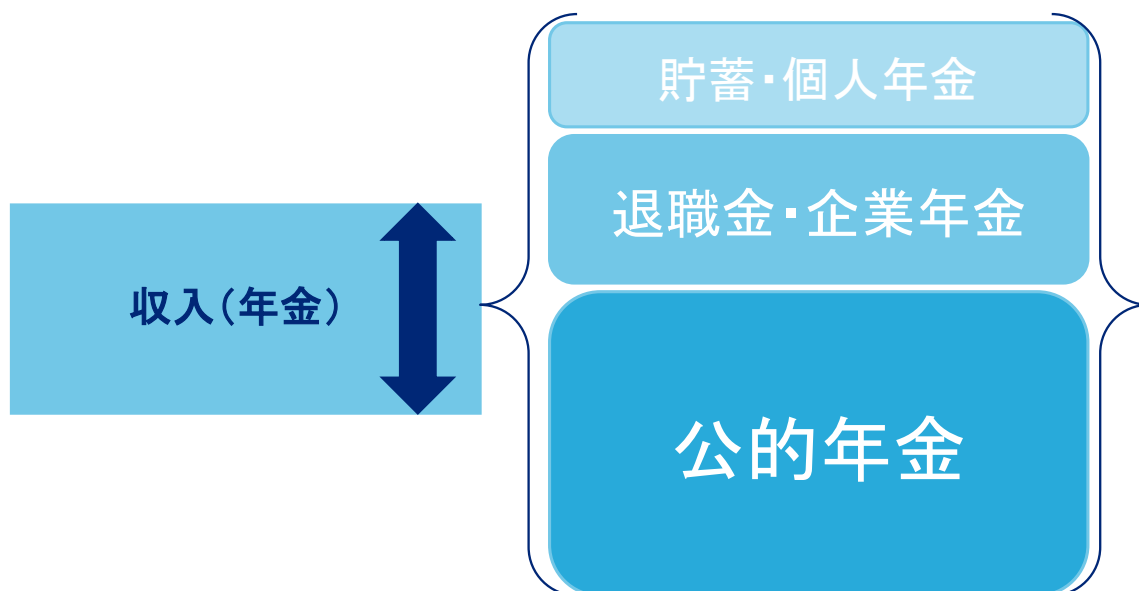 貯蓄・個人年金
退職金・企業年金
収入（年金）
公的年金